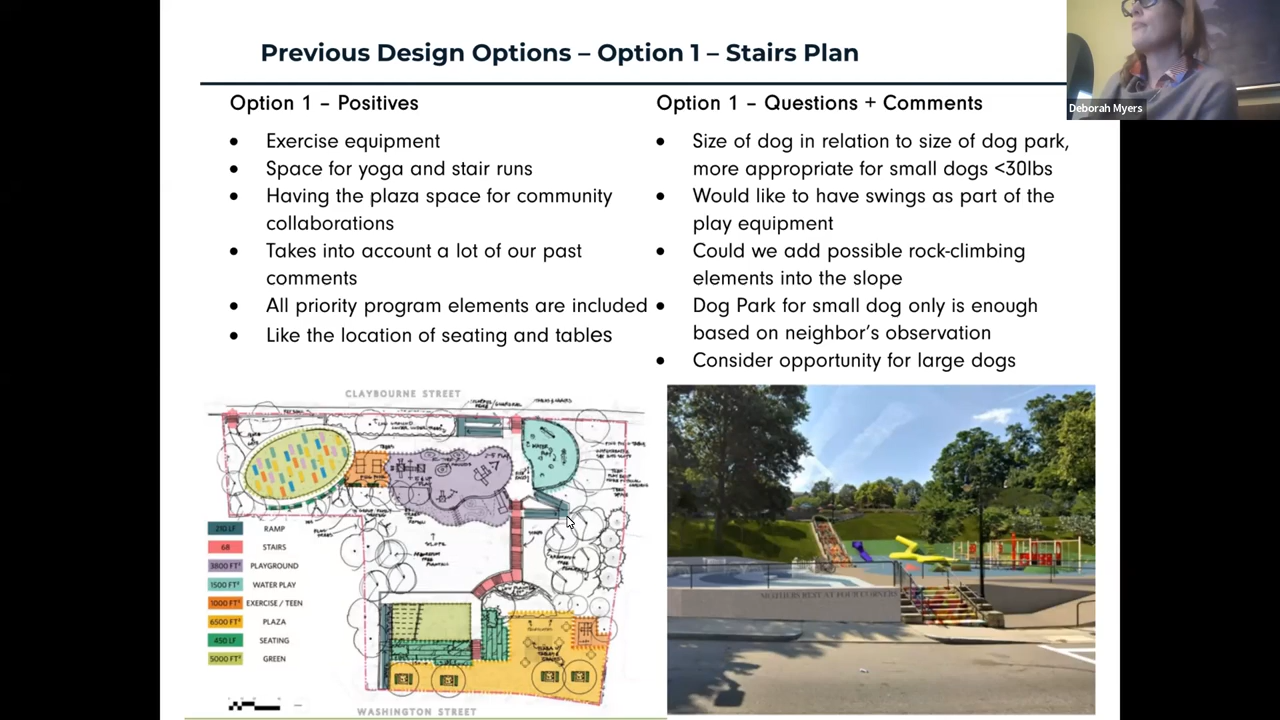 Previous Design Options – Option 1 – Stairs Plan
Deborah Myers
Option 1 – Positives
• Exercise equipment
• Space for yoga and stair runs
• Having the plaza space for community
collaborations
• Takes into account a lot of our past
comments
• All priority program elements are included
• Like the location of seating and tables
Option 1 – Questions + Comments
• Size of dog in relation to size of dog park,
more appropriate for small dogs <30lbs
• Would like to have swings as part of the
play equipment
• Could we add possible rock-climbing
elements into the slope
• Dog Park for small dog only is enough
based on neighbor's observation
• Consider opportunity for large dogs
CLAYBOURNE STREET
210 LF RAMP
68 STAIRS
3800 FT² PLAYGROUND
1500 FT² WATER PLAY
1000 FT² EXERCISE / TEEN
6500 FT² PLAZA
450 LF SEATING
5000 FT² GREEN
WASHINGTON STREET
MOTHERS REST AT FOUR CORNERS